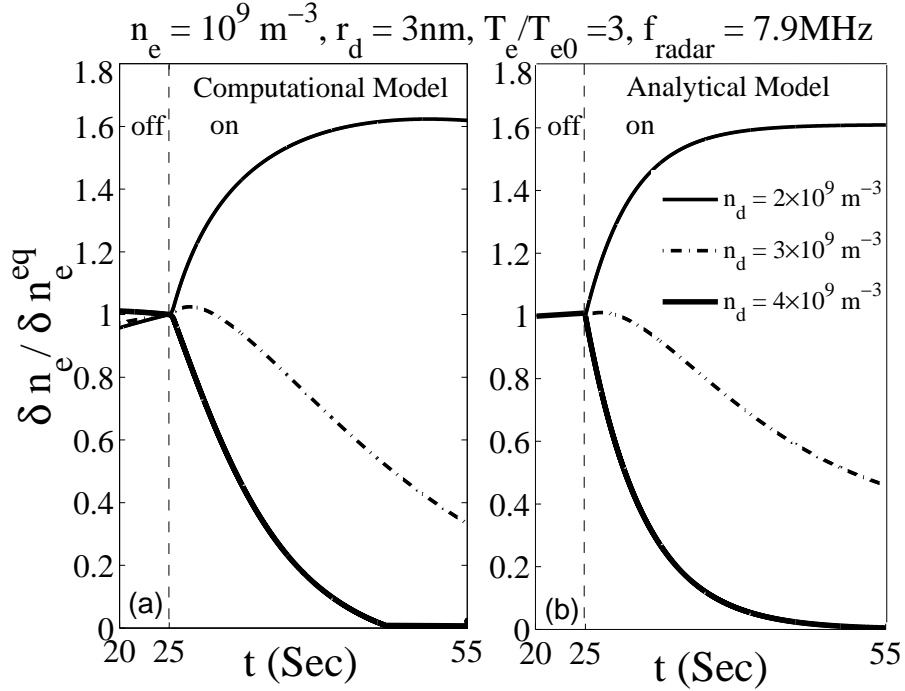 n_e = 10^9 m^-3, r_d = 3nm, T_e/T_e0=3, f_radar = 7.9MHz
δ n_e / δ n_e^eq
1.8
1.6
1.4
1.2
1
0.8
0.6
0.4
0.2
0
Computational Model
off on
(a)
20 25 55
t (Sec)
1.8
1.6
1.4
1.2
1
0.8
0.6
0.4
0.2
0
Analytical Model
off on
n_d = 2×10^9 m^-3
n_d = 3×10^9 m^-3
n_d = 4×10^9 m^-3
(b)
20 25 55
t (Sec)